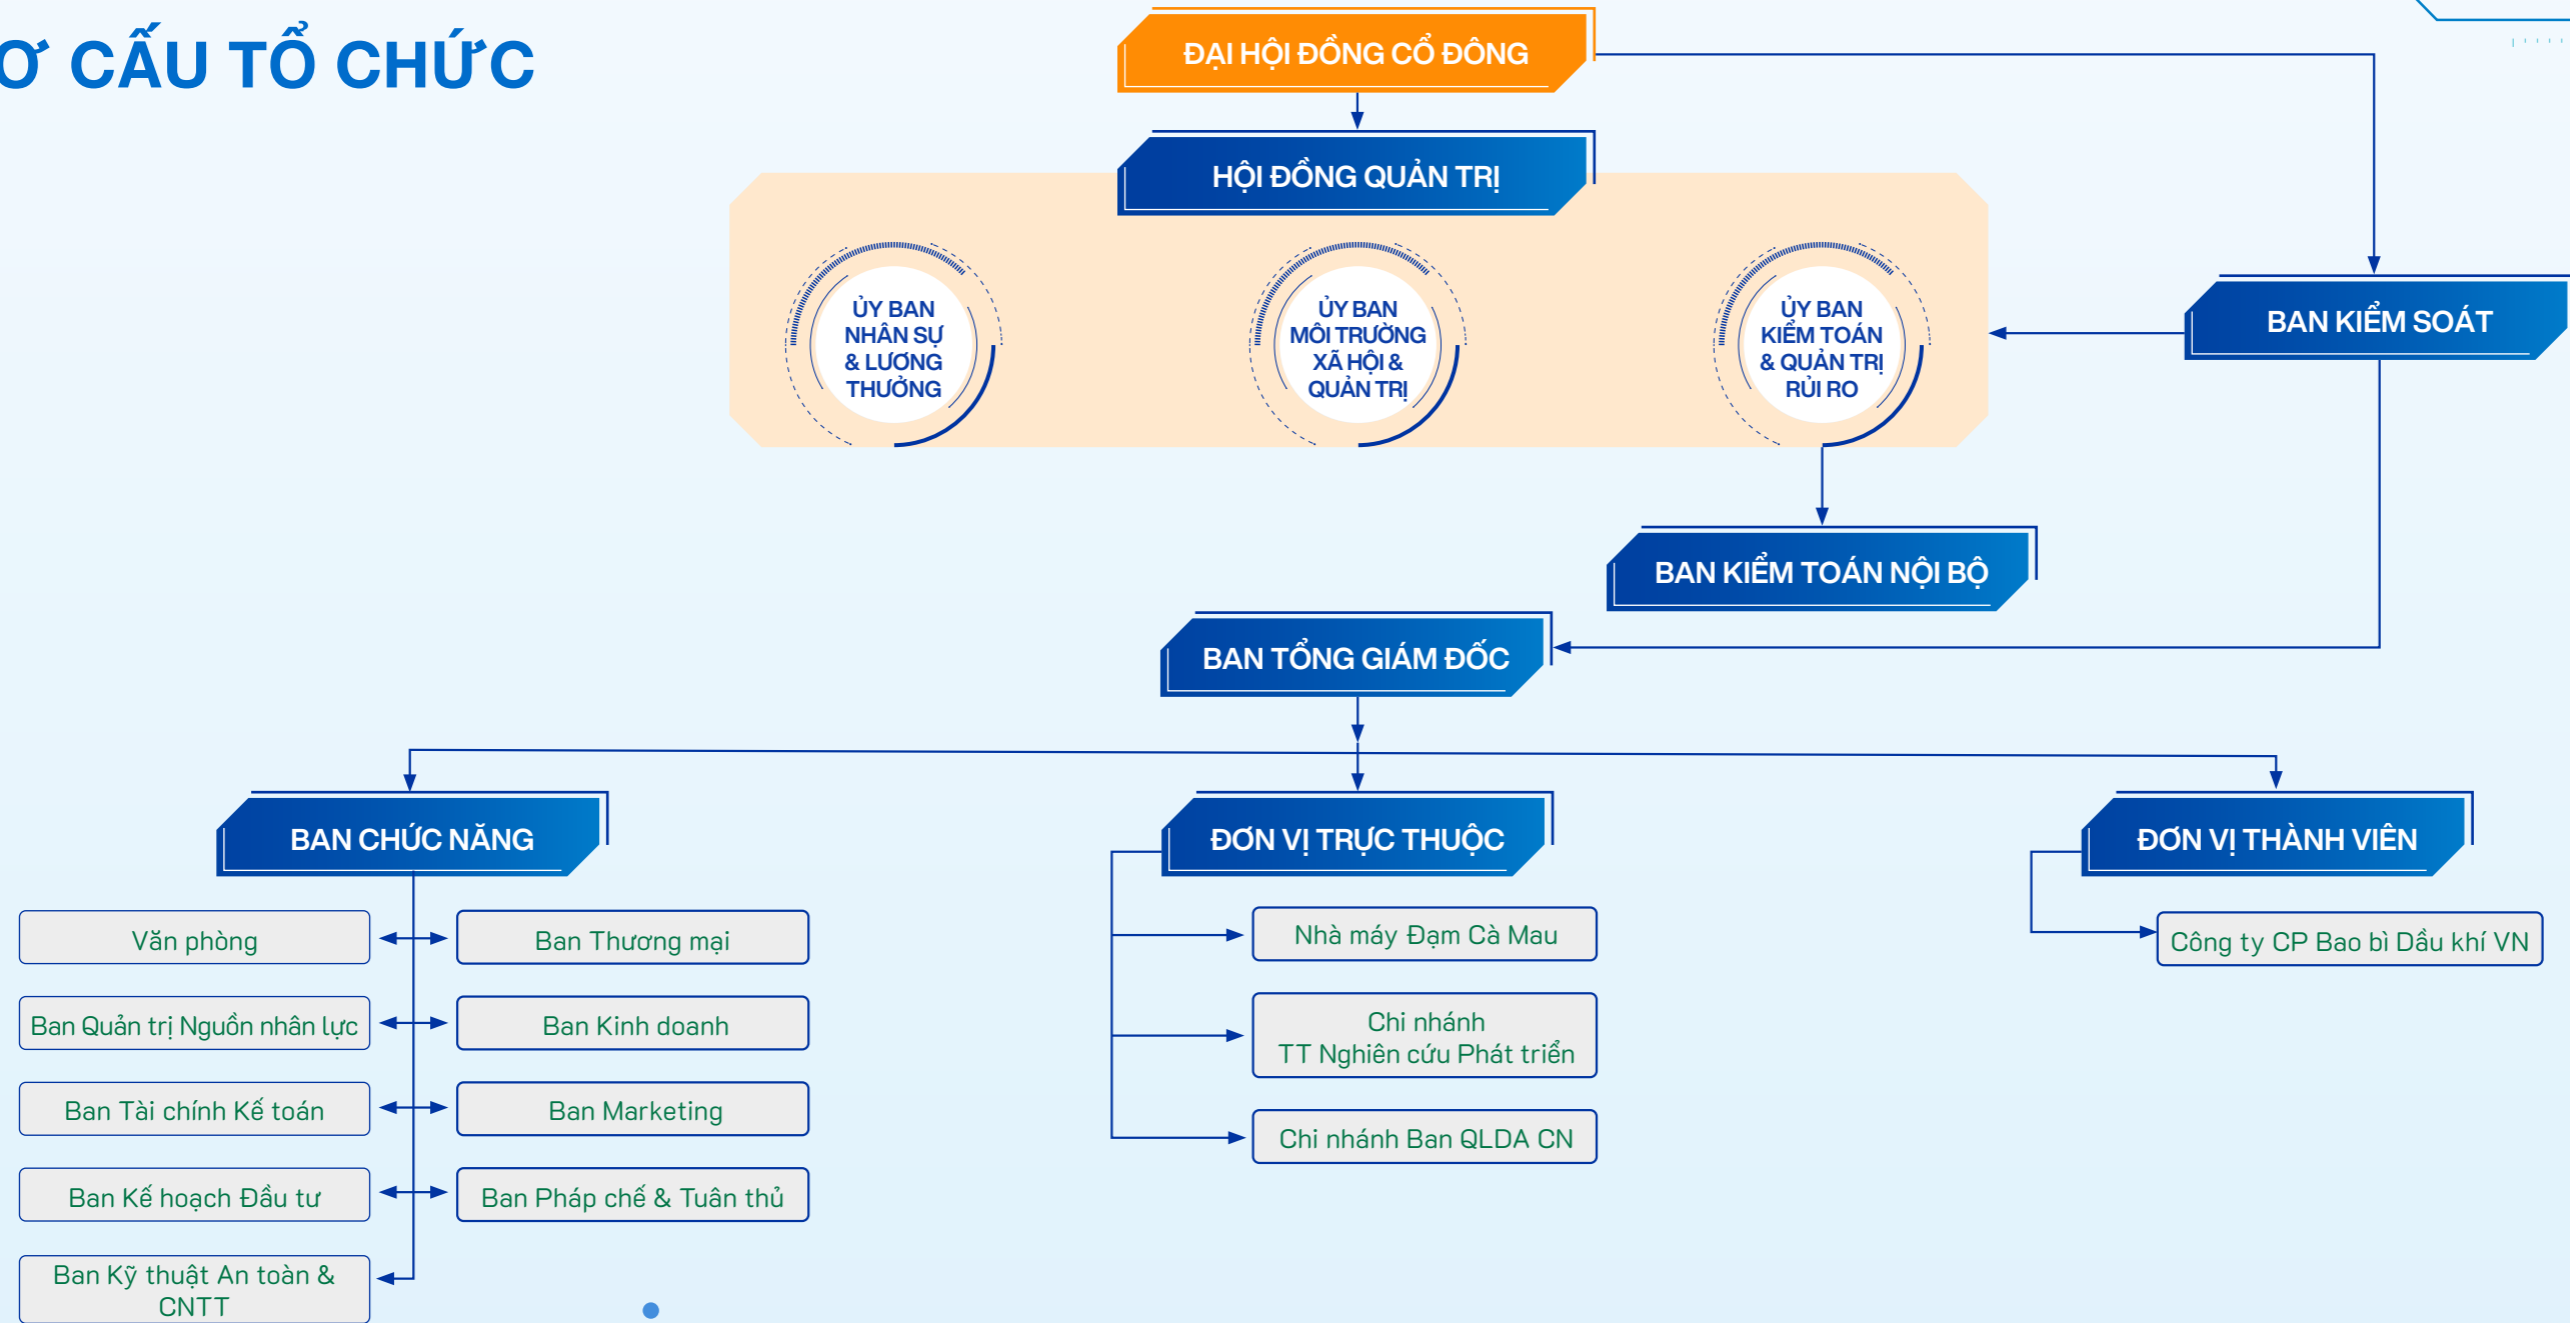 Ơ CẤU TỔ CHỨC
ĐẠI HỘI ĐỒNG CỔ ĐÔNG
HỘI ĐỒNG QUẢN TRỊ
ỦY BAN
NHÂN SỰ
& LƯƠNG
THƯỞNG
ỦY BAN
MÔI TRƯỜNG
XÃ HỘI &
QUẢN TRỊ
ỦY BAN
KIỂM TOÁN
& QUẢN TRỊ
RỦI RO
BAN KIỂM SOÁT
BAN KIỂM TOÁN NỘI BỘ
BAN TỔNG GIÁM ĐỐC
BAN CHỨC NĂNG
Văn phòng
Ban Thương mại
Ban Quản trị Nguồn nhân lực
Ban Kinh doanh
Ban Tài chính Kế toán
Ban Marketing
Ban Kế hoạch Đầu tư
Ban Pháp chế & Tuân thủ
Ban Kỹ thuật An toàn &
CNTT
ĐƠN VỊ TRỰC THUỘC
Nhà máy Đạm Cà Mau
Chi nhánh
TT Nghiên cứu Phát triển
Chi nhánh Ban QLDA CN
ĐƠN VỊ THÀNH VIÊN
Công ty CP Bao bì Dầu khí VN